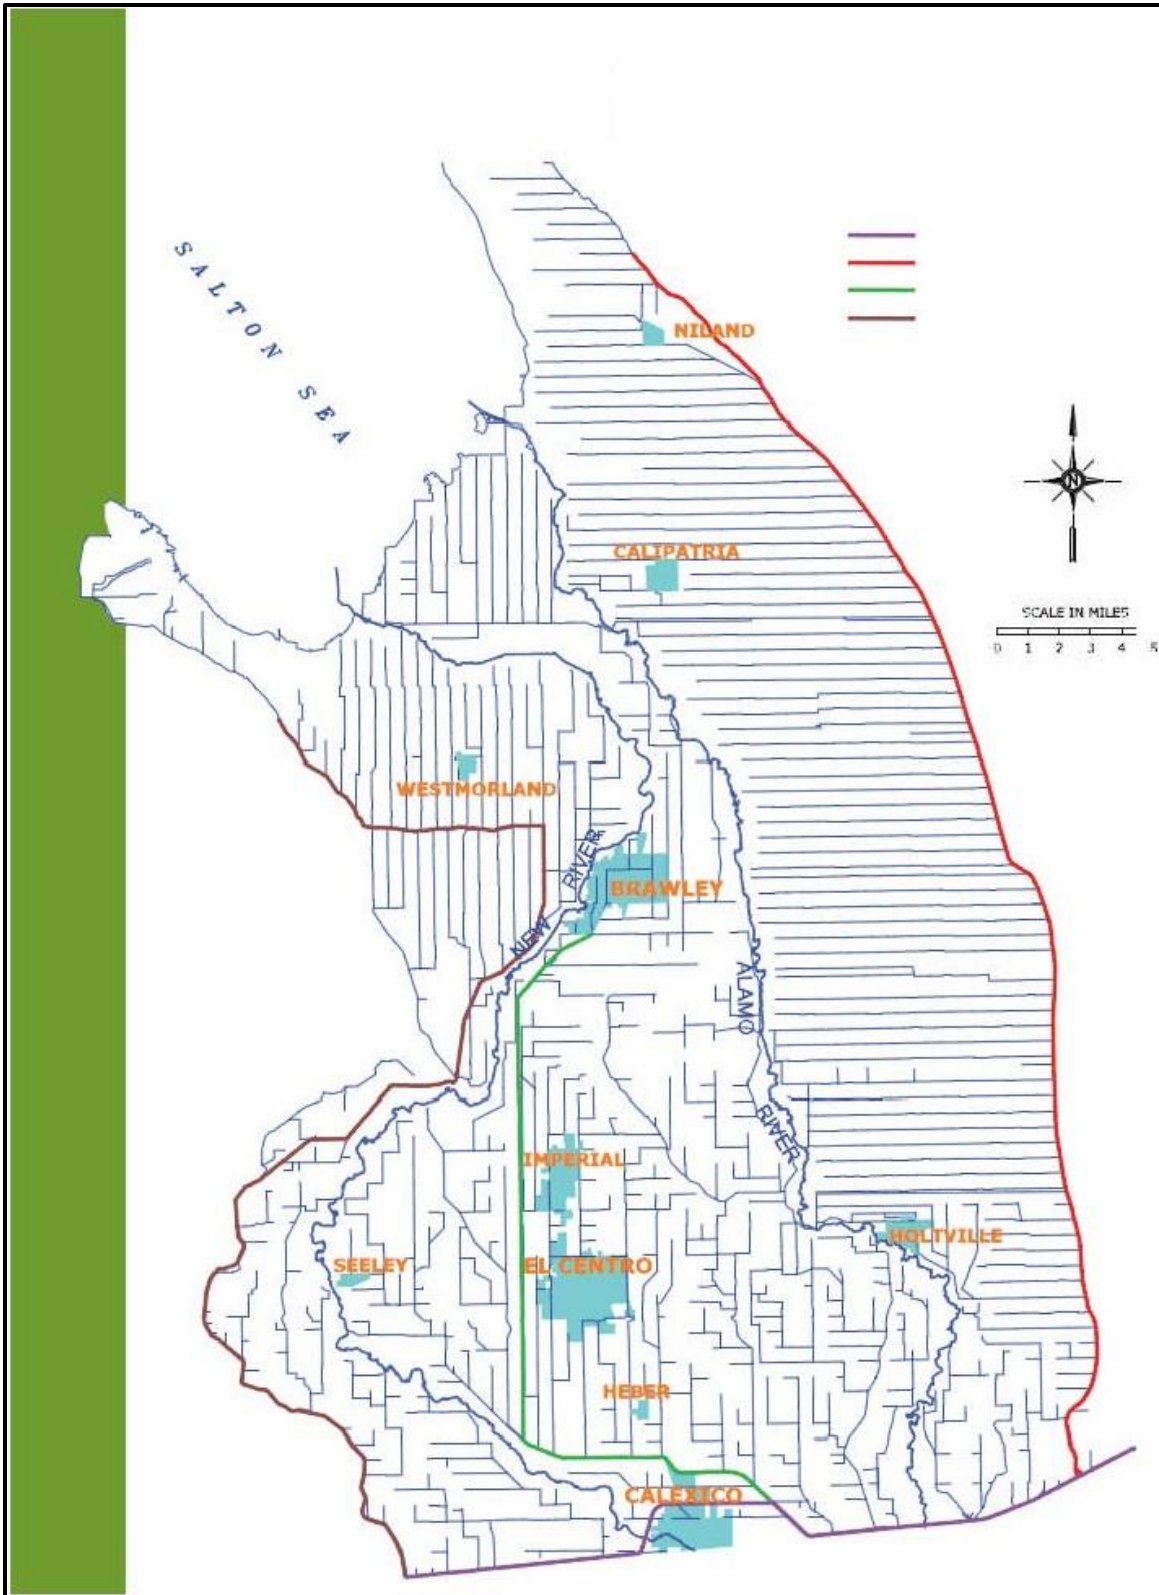 SALTON SEA
NILAND
N
CALIPATRIA
SCALE IN MILES
0 1 2 3 4 5
WESTMORLAND
BRAWLEY
NEW RIVER
ALAMO RIVER
IMPERIAL
HOLTVILLE
SEELEY
EL CENTRO
HEBER
CALEXICO